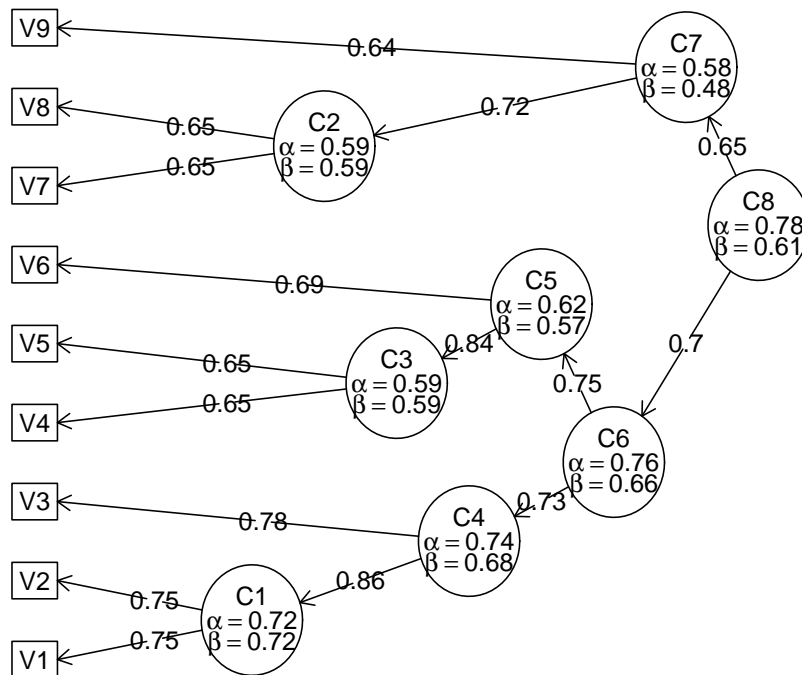 V9
0.64
C7
α = 0.58
β = 0.48
V8
0.65
C2
α = 0.59
β = 0.59
0.72
V7
0.65
0.65
C8
α = 0.78
β = 0.61
V6
0.69
C5
α = 0.62
β = 0.57
0.7
V5
0.65
C3
α = 0.59
β = 0.59
0.84
V4
0.65
0.75
C6
α = 0.76
β = 0.66
V3
0.78
C4
α = 0.74
β = 0.68
0.73
V2
0.75
C1
α = 0.72
β = 0.72
0.86
V1
0.75